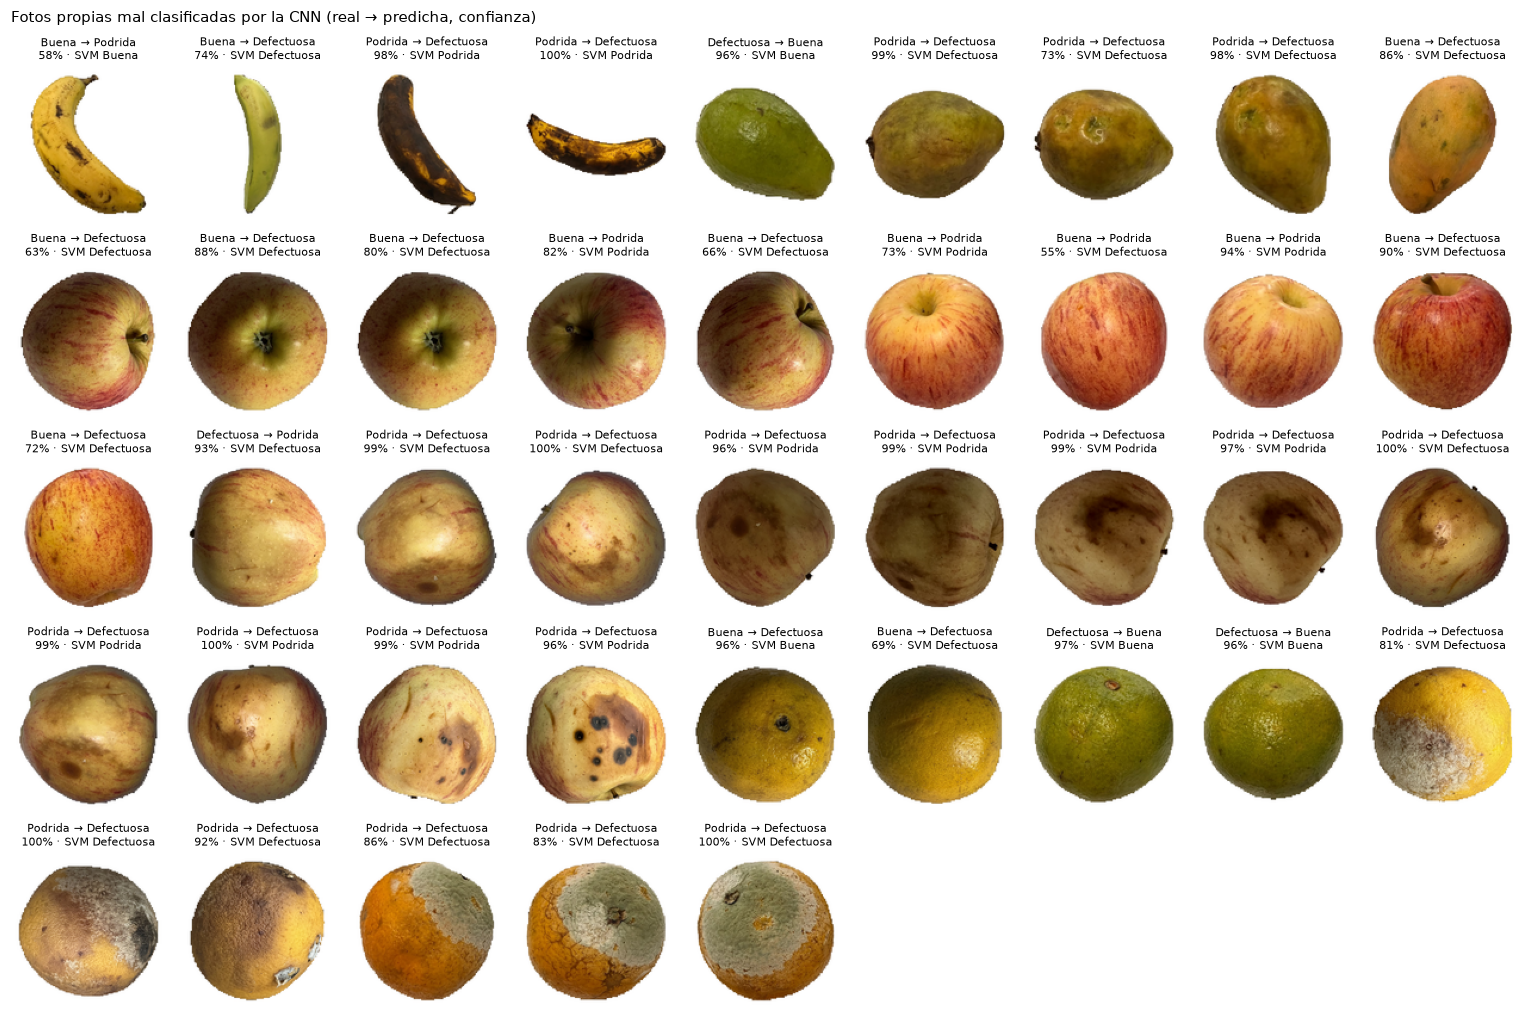 Fotos propias mal clasificadas por la CNN (real → predicha, confianza)
Buena → Podrida
58% · SVM Buena
Buena → Defectuosa
74% · SVM Defectuosa
Podrida → Defectuosa
98% · SVM Podrida
Podrida → Defectuosa
100% · SVM Podrida
Defectuosa → Buena
96% · SVM Buena
Podrida → Defectuosa
99% · SVM Defectuosa
Podrida → Defectuosa
73% · SVM Defectuosa
Podrida → Defectuosa
98% · SVM Defectuosa
Buena → Defectuosa
86% · SVM Defectuosa
Buena → Defectuosa
63% · SVM Defectuosa
Buena → Defectuosa
88% · SVM Defectuosa
Buena → Defectuosa
80% · SVM Defectuosa
Buena → Podrida
82% · SVM Podrida
Buena → Defectuosa
66% · SVM Defectuosa
Buena → Podrida
73% · SVM Podrida
Buena → Podrida
55% · SVM Defectuosa
Buena → Podrida
94% · SVM Podrida
Buena → Defectuosa
90% · SVM Defectuosa
Buena → Defectuosa
72% · SVM Defectuosa
Defectuosa → Podrida
93% · SVM Defectuosa
Podrida → Defectuosa
99% · SVM Defectuosa
Podrida → Defectuosa
100% · SVM Defectuosa
Podrida → Defectuosa
96% · SVM Podrida
Podrida → Defectuosa
99% · SVM Podrida
Podrida → Defectuosa
99% · SVM Podrida
Podrida → Defectuosa
97% · SVM Podrida
Podrida → Defectuosa
100% · SVM Defectuosa
Podrida → Defectuosa
99% · SVM Podrida
Podrida → Defectuosa
100% · SVM Podrida
Podrida → Defectuosa
99% · SVM Podrida
Podrida → Defectuosa
96% · SVM Podrida
Buena → Defectuosa
96% · SVM Buena
Buena → Defectuosa
69% · SVM Defectuosa
Defectuosa → Buena
97% · SVM Buena
Defectuosa → Buena
96% · SVM Buena
Podrida → Defectuosa
81% · SVM Defectuosa
Podrida → Defectuosa
100% · SVM Defectuosa
Podrida → Defectuosa
92% · SVM Defectuosa
Podrida → Defectuosa
86% · SVM Defectuosa
Podrida → Defectuosa
83% · SVM Defectuosa
Podrida → Defectuosa
100% · SVM Defectuosa